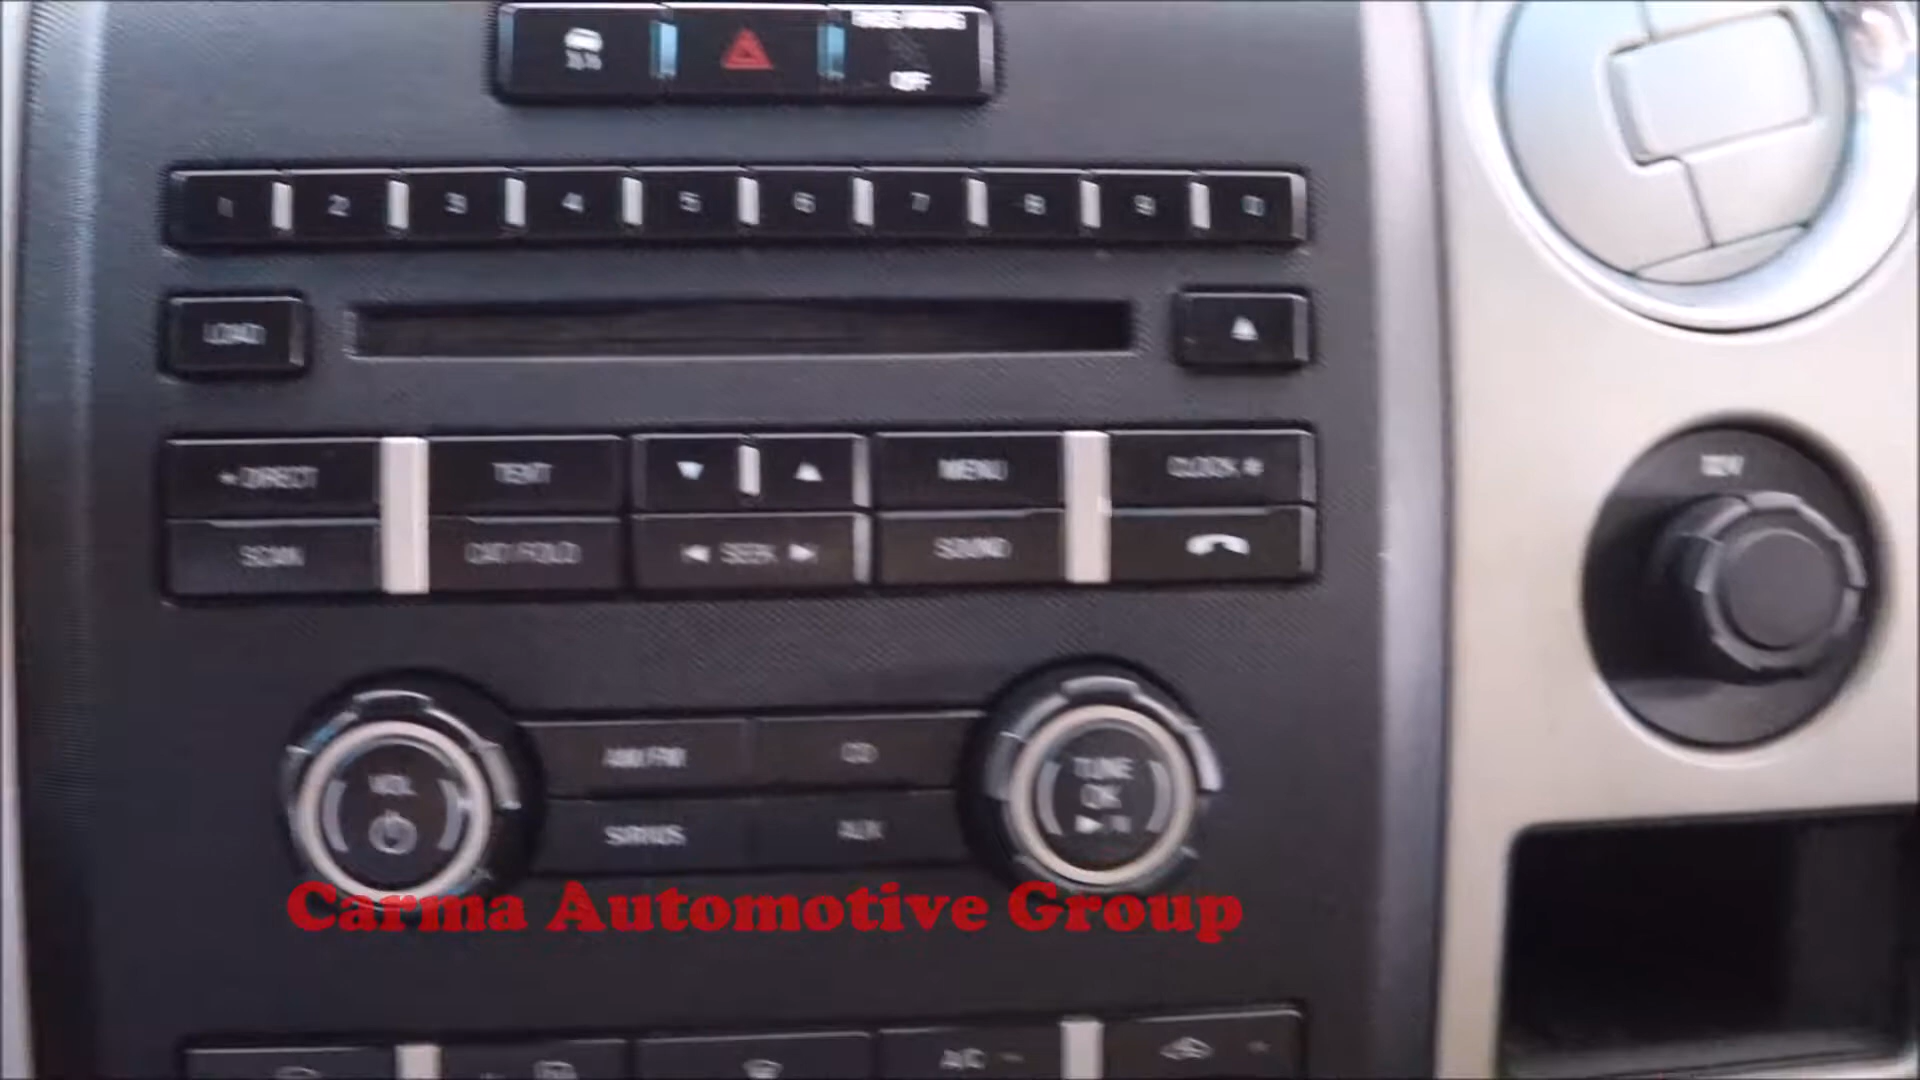 OFF
1 2 3 4 5 6 7 8 9 0
LOAD
DIRECT TEXT MENU CLOCK
SCAN CAT/FOLD SEEK SOUND
12V
VOL AM/FM CD TUNE
OK
SIRIUS AUX
Carma Automotive Group
A/C